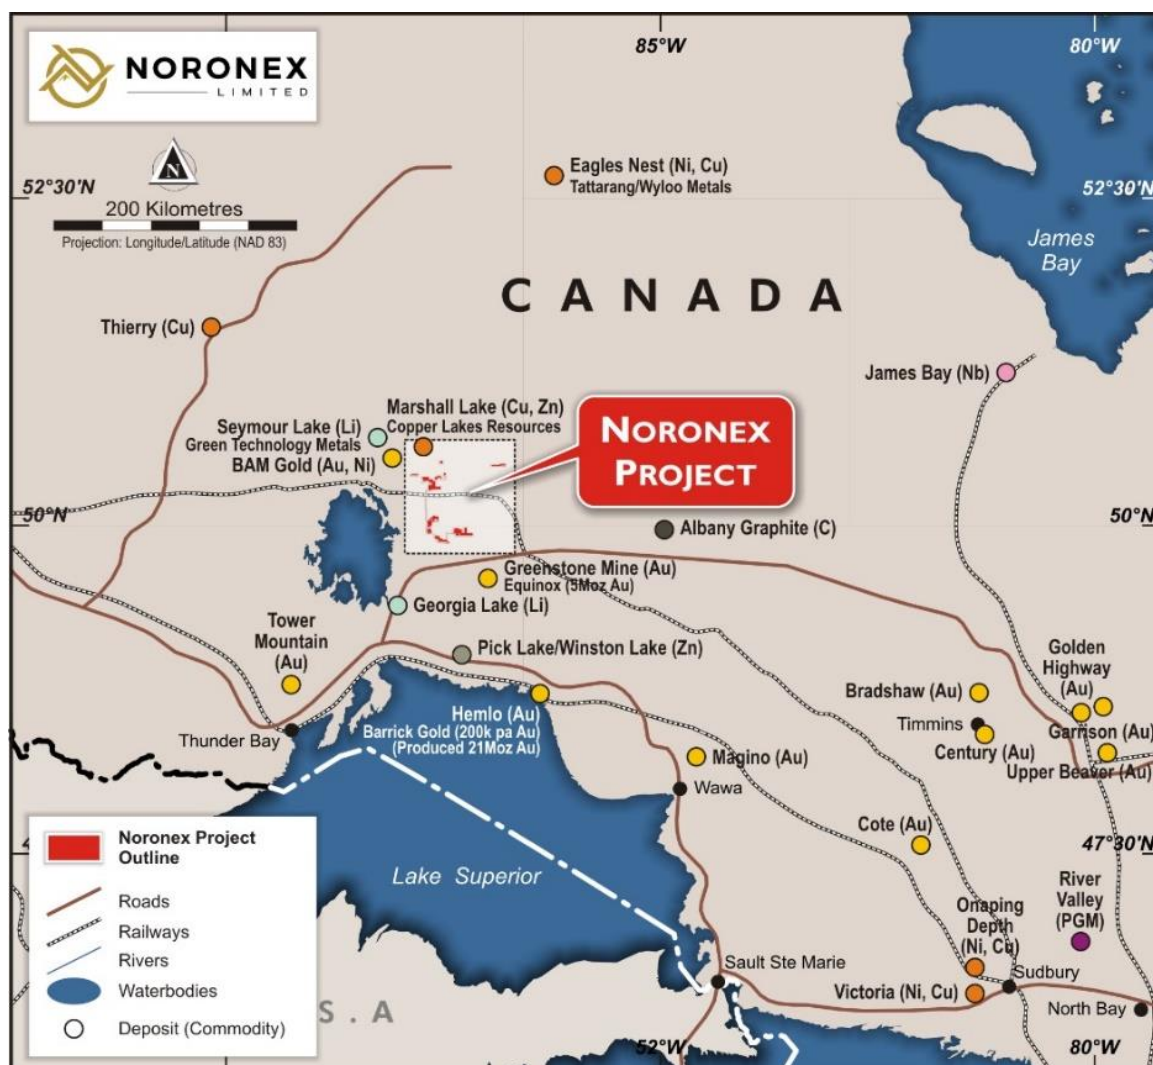 NORONEX
LIMITED
85°W
80°W
N
52°30'N
200 Kilometres
Projection: Longitude/Latitude (NAD 83)
Eagles Nest (Ni, Cu)
Tattarang/Wyloo Metals
52°30'N
James
Bay
CANADA
Thierry (Cu)
James Bay (Nb)
Marshall Lake (Cu, Zn)
Copper Lakes Resources
Seymour Lake (Li)
Green Technology Metals
BAM Gold (Au, Ni)
NORONEX
PROJECT
50°N
Albany Graphite (C)
50°N
Greenstone Mine (Au)
Equinox (5Moz Au)
Georgia Lake (Li)
Tower
Mountain
(Au)
Pick Lake/Winston Lake (Zn)
Golden
Highway
(Au)
Bradshaw (Au)
Hemlo (Au)
Barrick Gold (200k pa Au)
(Produced 21Moz Au)
Thunder Bay
Timmins
Century (Au)
Garrison (Au)
Upper Beaver (Au)
Magino (Au)
Wawa
Cote (Au)
47°30'N
Lake Superior
River
Valley
(PGM)
Onaping
Depth
(Ni, Cu)
Sault Ste Marie
Sudbury
Victoria (Ni, Cu)
North Bay
S.A
52°W
80°W
4
Noronex Project
Outline
Roads
Railways
Rivers
Waterbodies
Deposit (Commodity)